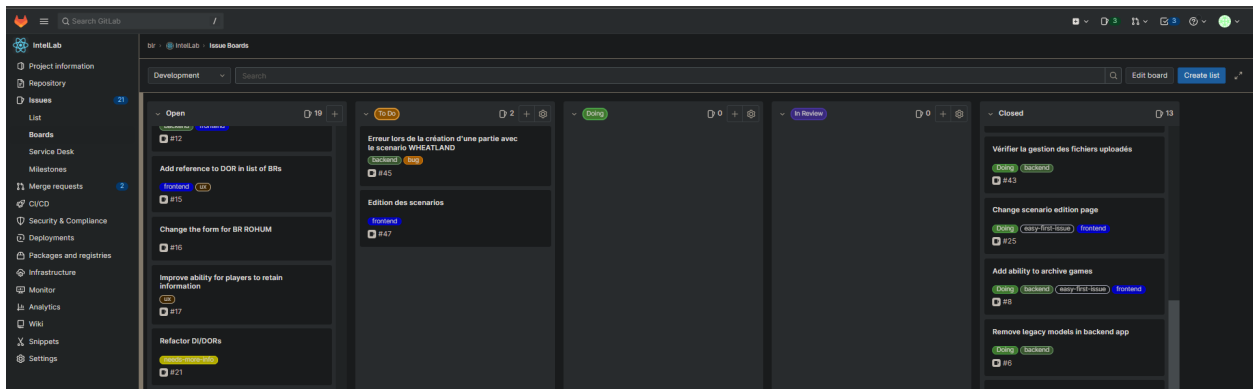 Search GitLab
/
3
3
IntelLab
Project information
Repository
Issues 21
List
Boards
Service Desk
Milestones
Merge requests 2
CI/CD
Security & Compliance
Deployments
Packages and registries
Infrastructure
Monitor
Analytics
Wiki
Snippets
Settings
blr › IntelLab › Issue Boards
Development
Search
Edit board
Create list
Open 19
backend frontend
#12
Add reference to DOR in list of BRs
frontend UX
#15
Change the form for BR ROHUM
#16
Improve ability for players to retain
information
UX
#17
Refactor DI/DORs
needs-more-info
#21
To Do 2
Erreur lors de la création d'une partie avec
le scenario WHEATLAND
backend bug
#45
Edition des scenarios
frontend
#47
Doing 0
In Review 0
Closed 13
Vérifier la gestion des fichiers uploadés
Doing backend
#43
Change scenario edition page
Doing easy-first-issue frontend
#25
Add ability to archive games
Doing backend easy-first-issue frontend
#8
Remove legacy models in backend app
Doing backend
#6